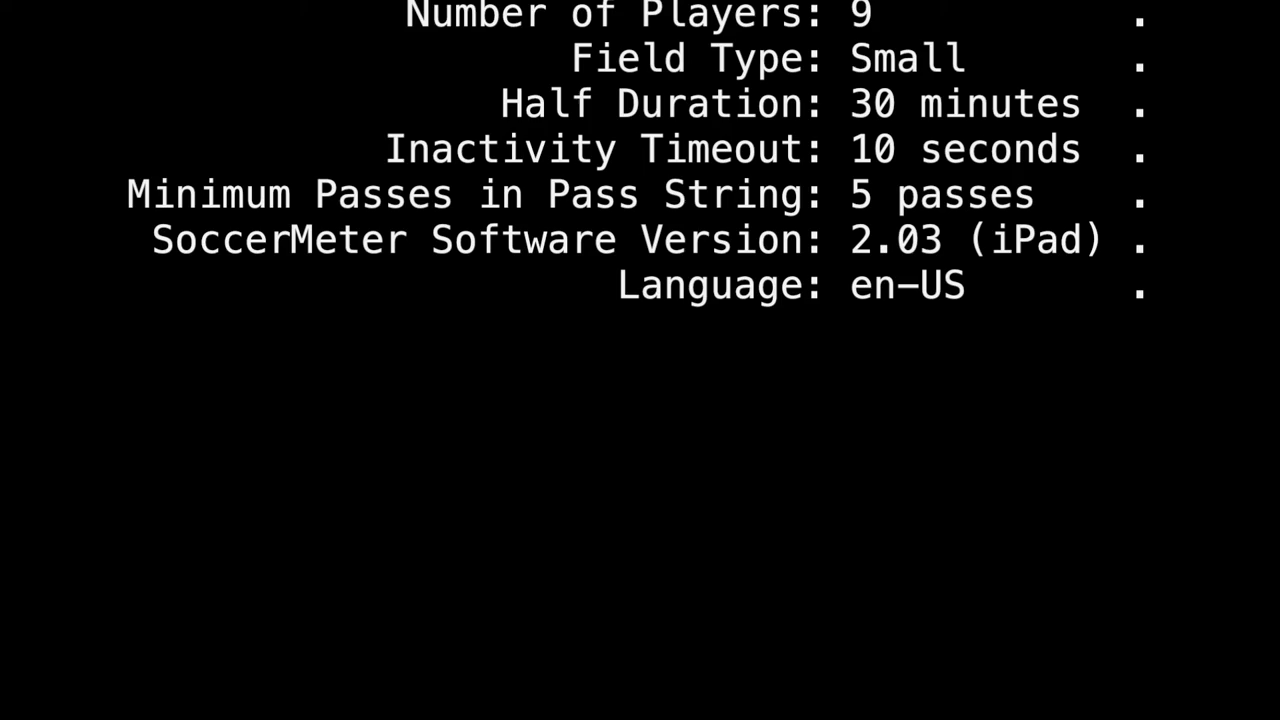 Number of Players: 9 .
Field Type: Small .
Half Duration: 30 minutes .
Inactivity Timeout: 10 seconds .
Minimum Passes in Pass String: 5 passes .
SoccerMeter Software Version: 2.03 (iPad) .
Language: en-US .